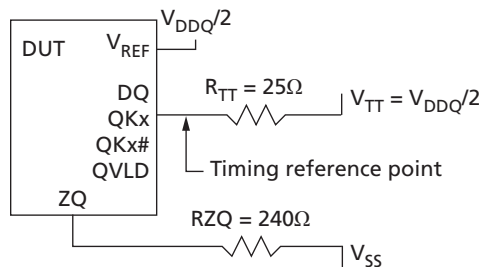 V_DDQ/2
DUT
V_REF
DQ
R_TT = 25Ω
V_TT = V_DDQ/2
QKx
QKx#
QVLD
Timing reference point
ZQ
RZQ = 240Ω
V_SS